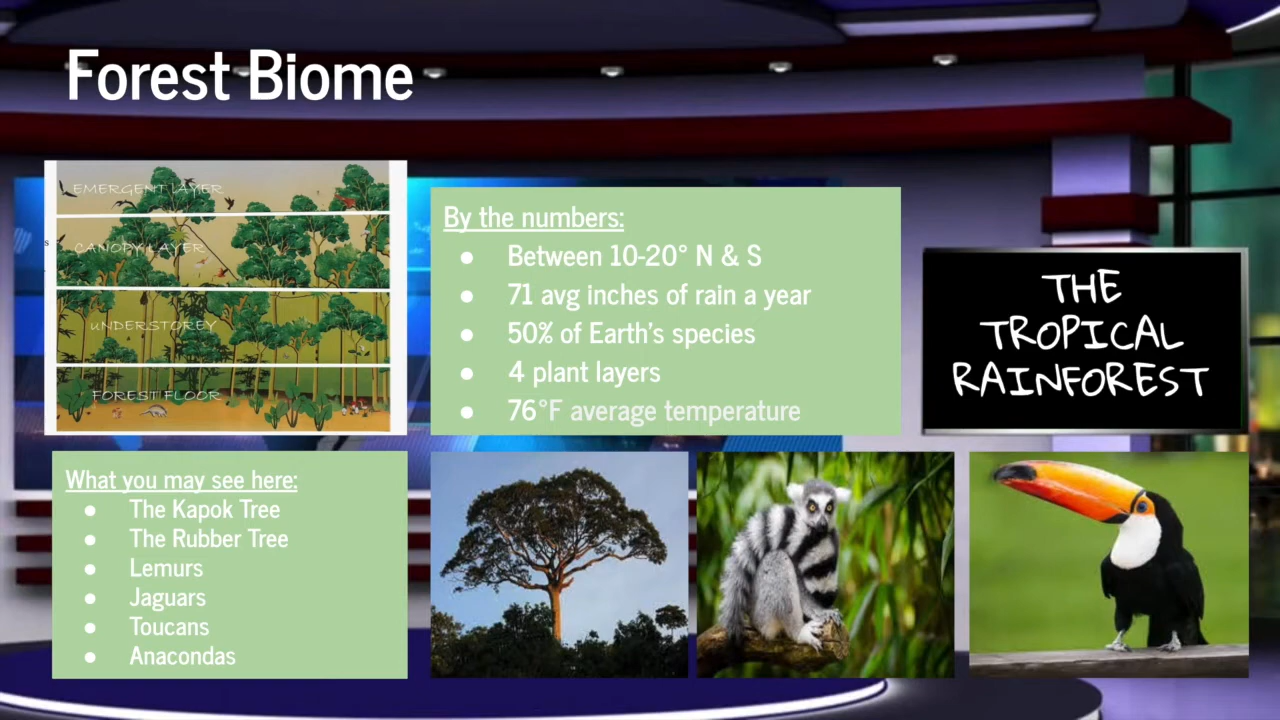 Forest Biome
EMERGENT LAYER
CANOPY LAYER
UNDERSTOREY
FOREST FLOOR
s
By the numbers:
● Between 10-20° N & S
● 71 avg inches of rain a year
● 50% of Earth's species
● 4 plant layers
● 76°F average temperature
THE
TROPICAL
RAINFOREST
What you may see here:
● The Kapok Tree
● The Rubber Tree
● Lemurs
● Jaguars
● Toucans
● Anacondas